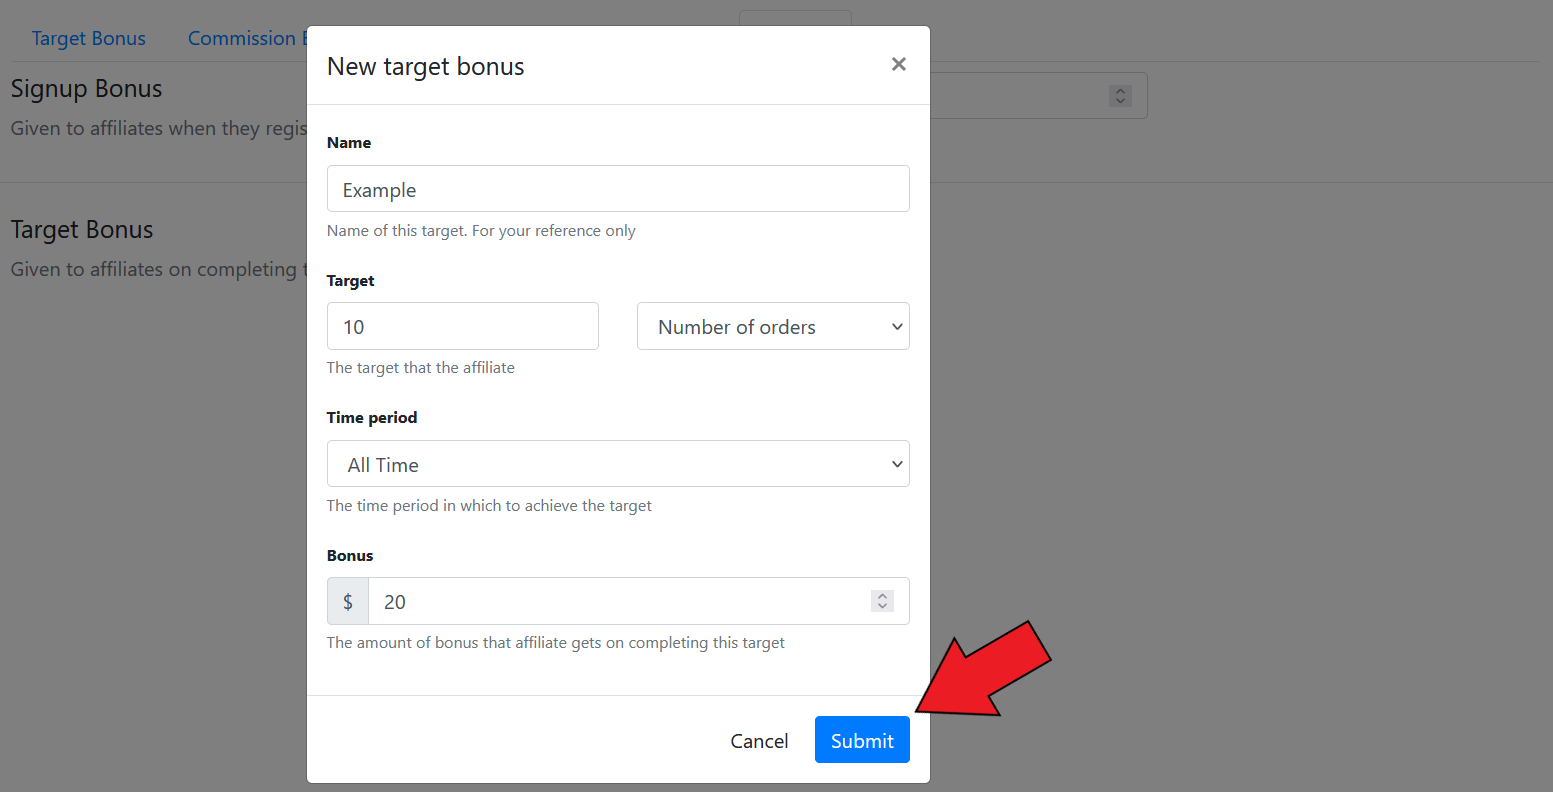 Target Bonus Commission
Signup Bonus
Given to affiliates when they regis
Target Bonus
Given to affiliates on completing
New target bonus
×
Name
Example
Name of this target. For your reference only
Target
10 Number of orders
The target that the affiliate
Time period
All Time
The time period in which to achieve the target
Bonus
$ 20
The amount of bonus that affiliate gets on completing this target
Cancel Submit